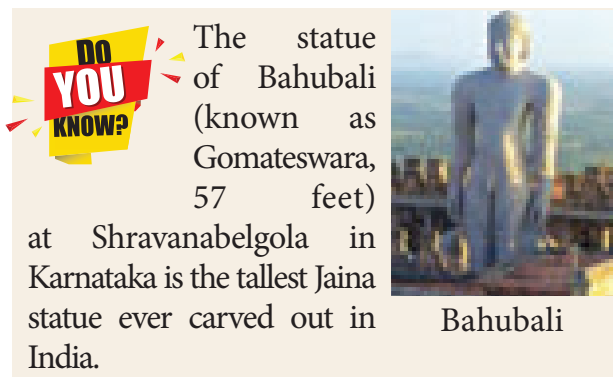 DO
YOU
KNOW?
The statue
of Bahubali
(known as
Gomateswara,
57 feet)
at Shravanabelgola in
Karnataka is the tallest Jaina
statue ever carved out in
India.
Bahubali